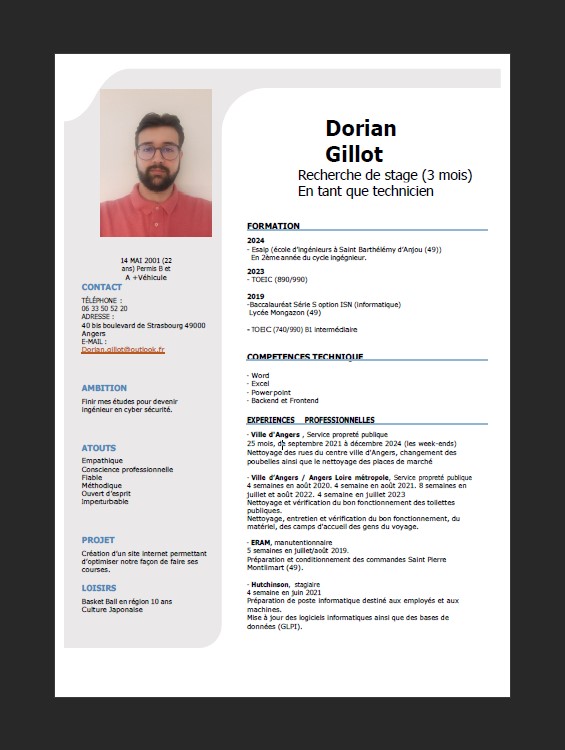 Dorian
Gillot
Recherche de stage (3 mois)
En tant que technicien
14 MAI 2001 (22
ans) Permis B et
A +Véhicule
CONTACT
TÉLÉPHONE :
06 33 50 52 20
ADRESSE :
40 bis boulevard de Strasbourg 49000
Angers
E-MAIL :
Dorian.gillot@outlook.fr
AMBITION
Finir mes études pour devenir
ingénieur en cyber sécurité.
ATOUTS
Empathique
Conscience professionnelle
Fiable
Méthodique
Ouvert d'esprit
Imperturbable
PROJET
Création d'un site internet permettant
d'optimiser notre façon de faire ses
courses.
LOISIRS
Basket Ball en région 10 ans
Culture Japonaise
FORMATION
2024
- Esaip (école d'ingénieurs à Saint Barthélémy d'Anjou (49))
En 2ème année du cycle ingégnieur.
2023
- TOEIC (890/990)
2019
-Baccalauréat Série S option ISN (informatique)
Lycée Mongazon (49)
- TOEIC (740/990) B1 intermédiaire
COMPETENCES TECHNIQUE
- Word
- Excel
- Power point
- Backend et Frontend
EXPERIENCES PROFESSIONNELLES
- Ville d'Angers , Service propreté publique
25 mois, de septembre 2021 à décembre 2024 (les week-ends)
Nettoyage des rues du centre ville d'Angers, changement des
poubelles ainsi que le nettoyage des places de marché
- Ville d'Angers / Angers Loire métropole, Service propreté publique
4 semaines en août 2020. 4 semaine en août 2021. 8 semaines en
juillet et août 2022. 4 semaine en juillet 2023
Nettoyage et vérification du bon fonctionnement des toilettes
publiques.
Nettoyage, entretien et vérification du bon fonctionnement, du
matériel, des camps d'accueil des gens du voyage.
- ERAM, manutentionnaire
5 semaines en juillet/août 2019.
Préparation et conditionnement des commandes Saint Pierre
Montlimart (49).
- Hutchinson, stagiaire
4 semaine en juin 2021
Préparation de poste informatique destiné aux employés et aux
machines.
Mise à jour des logiciels informatiques ainsi que des bases de
données (GLPI).